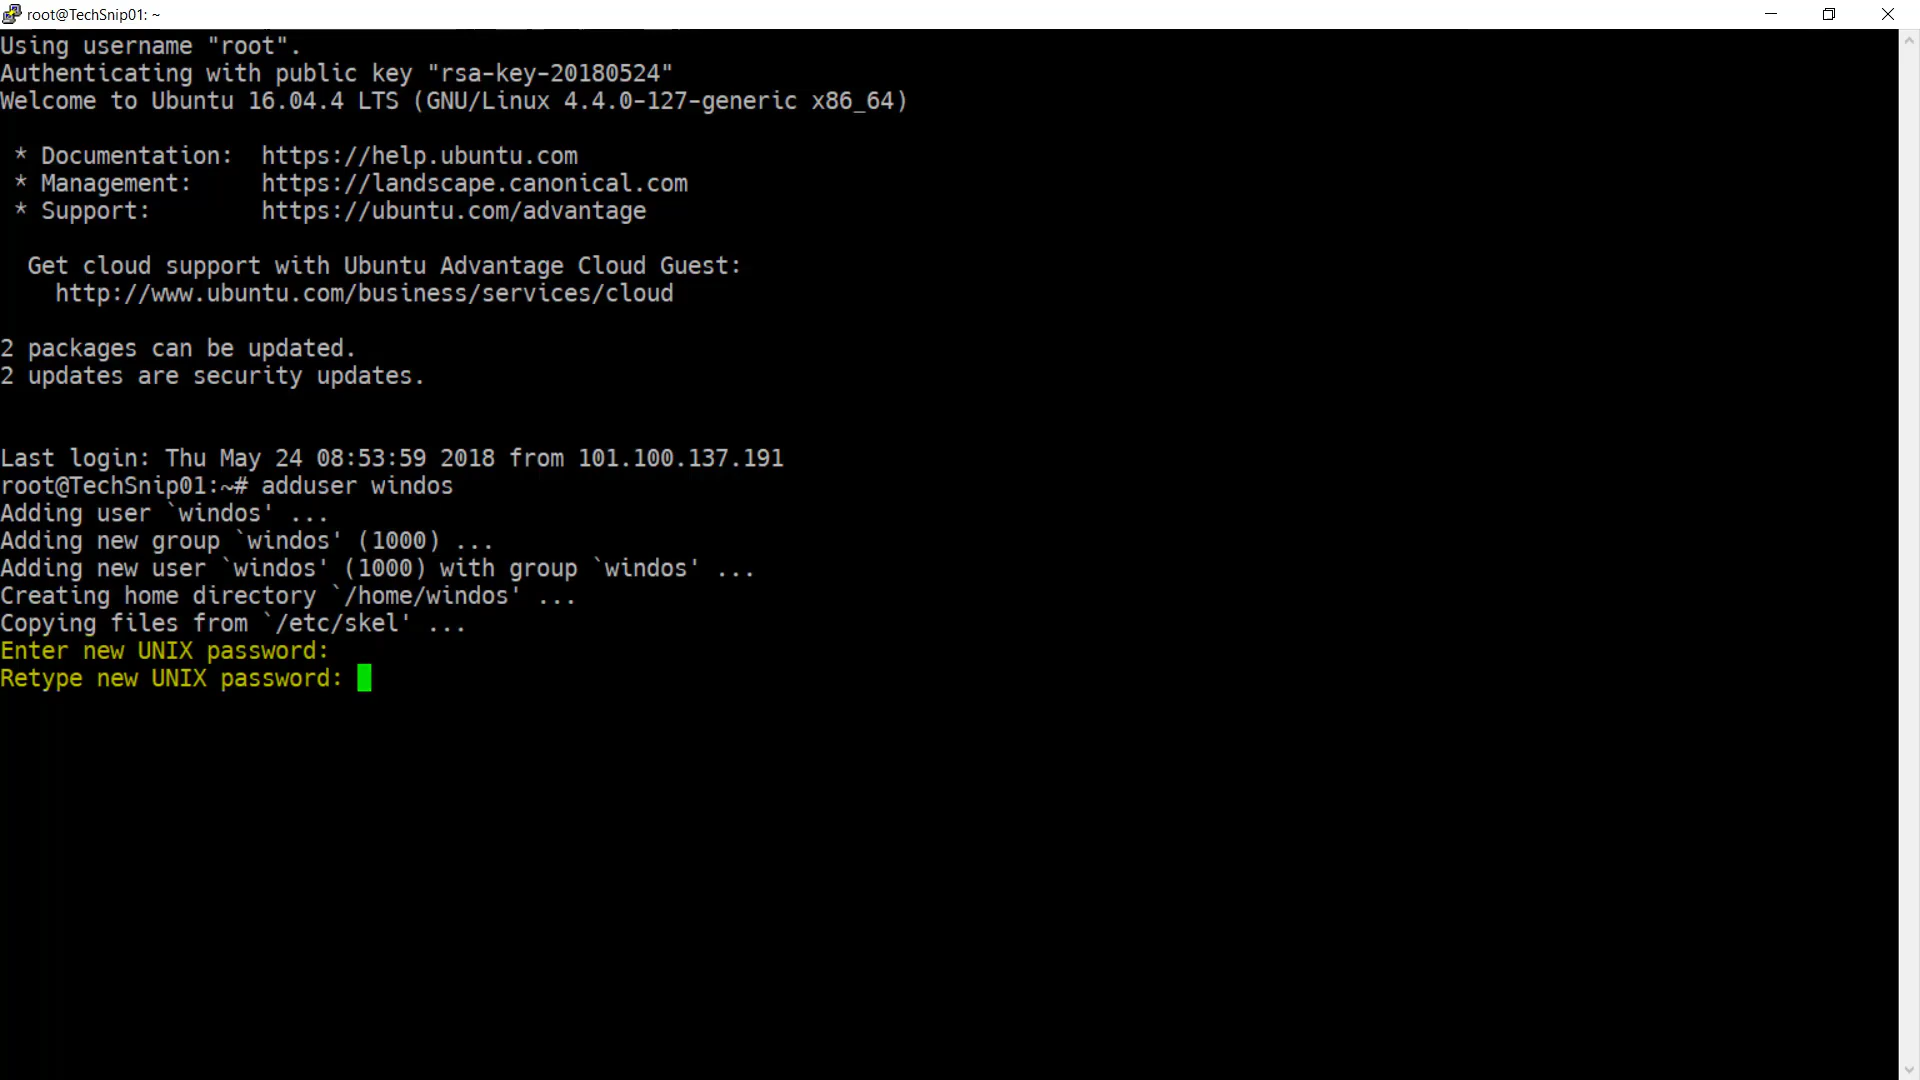 root@TechSnip01: ~
Using username "root".
Authenticating with public key "rsa-key-20180524"
Welcome to Ubuntu 16.04.4 LTS (GNU/Linux 4.4.0-127-generic x86_64)
* Documentation:  https://help.ubuntu.com
* Management:     https://landscape.canonical.com
* Support:        https://ubuntu.com/advantage
Get cloud support with Ubuntu Advantage Cloud Guest:
http://www.ubuntu.com/business/services/cloud
2 packages can be updated.
2 updates are security updates.
Last login: Thu May 24 08:53:59 2018 from 101.100.137.191
root@TechSnip01:~# adduser windos
Adding user `windos' ...
Adding new group `windos' (1000) ...
Adding new user `windos' (1000) with group `windos' ...
Creating home directory `/home/windos' ...
Copying files from `/etc/skel' ...
Enter new UNIX password:
Retype new UNIX password: